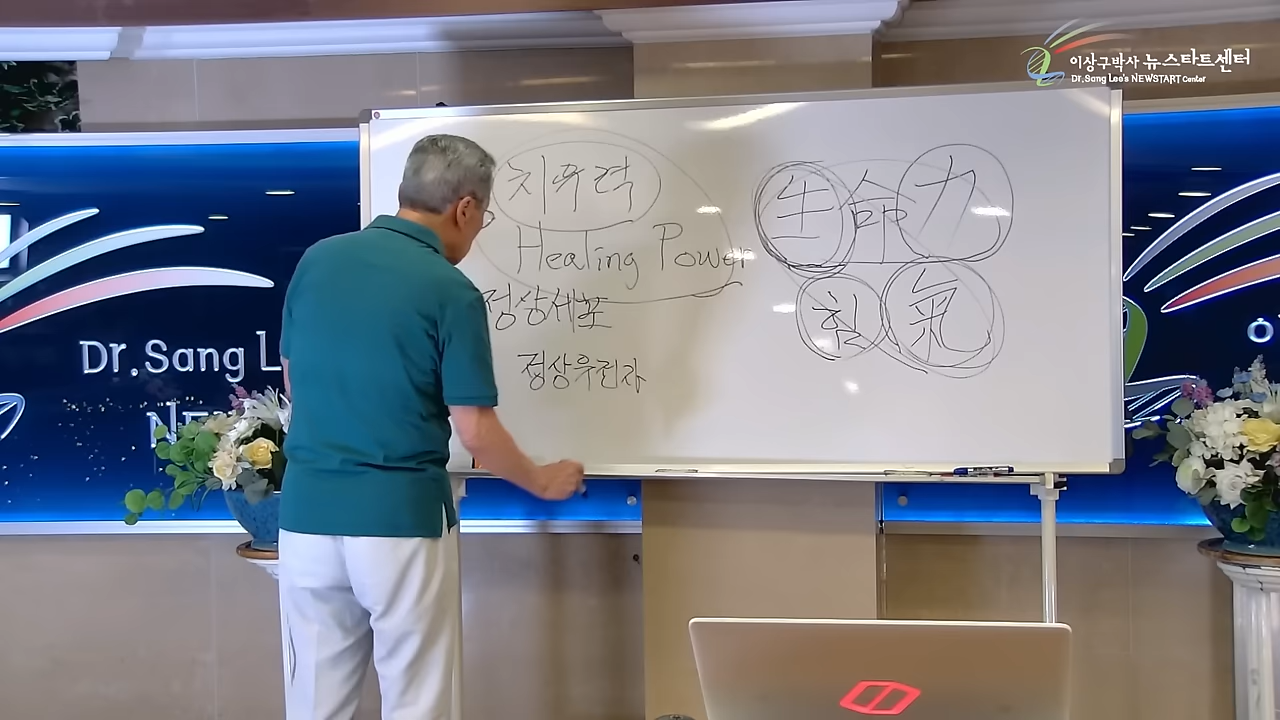 이상구박사 뉴스타트센터
Dr. Sang Lee's NEWSTART Center
치유력
Healing Power
정상세포
정상유전자
生命力
힘 氣
Dr.Sang L